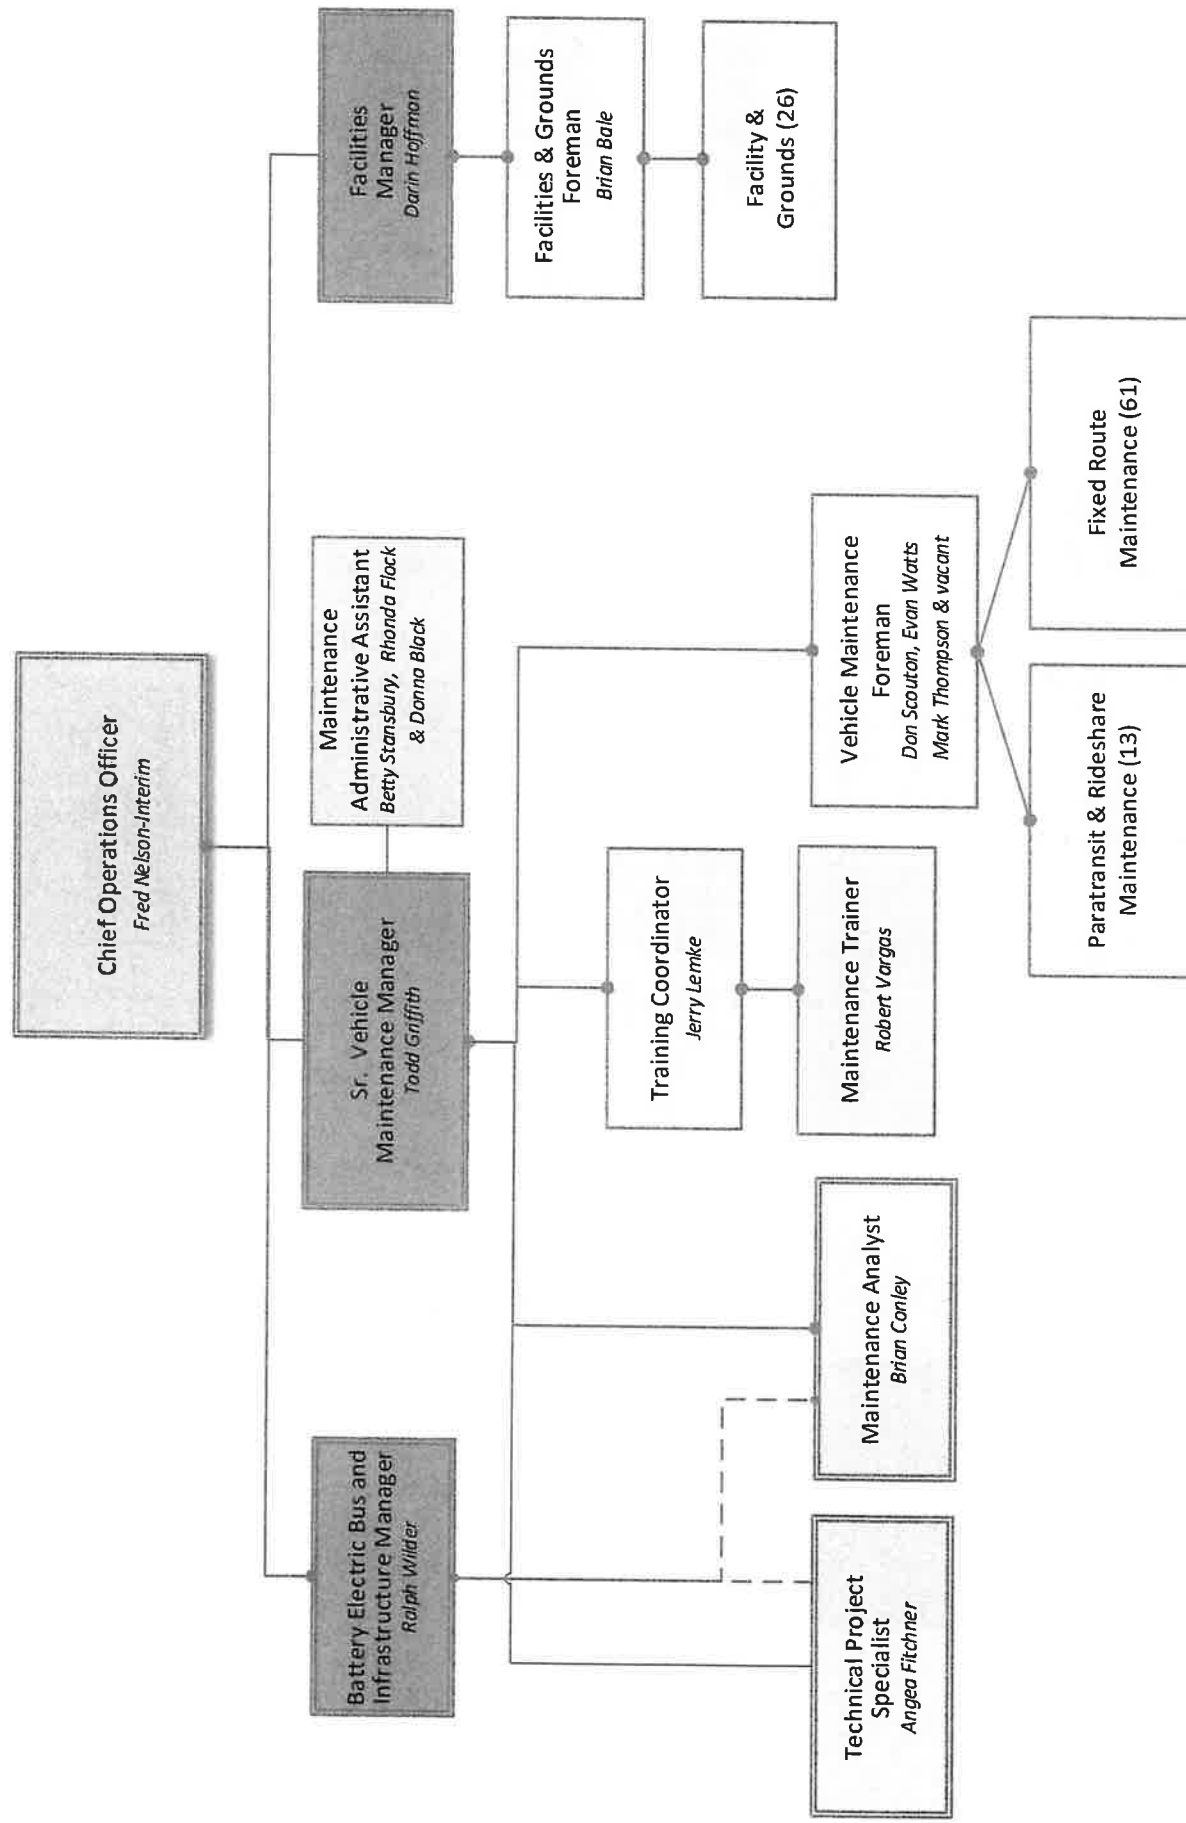 Chief Operations Officer
Fred Nelson-Interim
Battery Electric Bus and
Infrastructure Manager
Ralph Wilder
Sr. Vehicle
Maintenance Manager
Todd Griffith
Maintenance
Administrative Assistant
Betty Stansbury, Rhonda Flock
& Donna Black
Facilities
Manager
Darin Hoffman
Facilities & Grounds
Foreman
Brian Bale
Facility &
Grounds (26)
Training Coordinator
Jerry Lemke
Maintenance Trainer
Robert Vargas
Technical Project
Specialist
Angea Fitchner
Maintenance Analyst
Brian Conley
Vehicle Maintenance
Foreman
Don Scouton, Evan Watts
Mark Thompson & vacant
Paratransit & Rideshare
Maintenance (13)
Fixed Route
Maintenance (61)